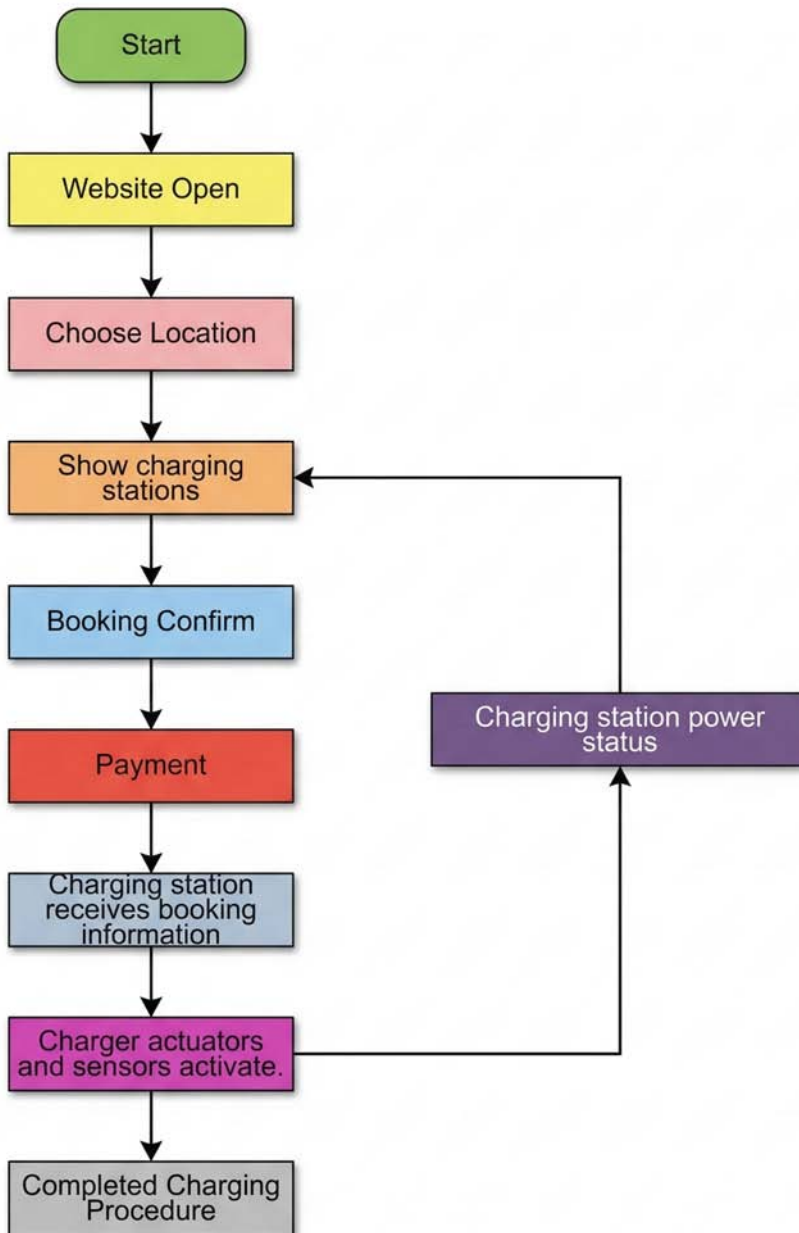 Start
Website Open
Choose Location
Show charging
stations
Booking Confirm
Payment
Charging station power
status
Charging station
receives booking
information
Charger actuators
and sensors activate.
Completed Charging
Procedure